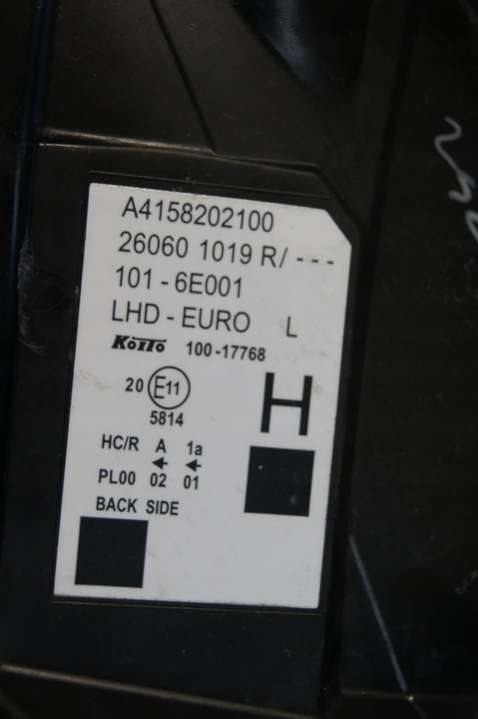 A4158202100
26060 1019 R/ ---
101 - 6E001
LHD - EURO L
KOITO 100-17768
20 E11
5814
H
HC/R A 1a
← ←
PL00 02 01
BACK SIDE